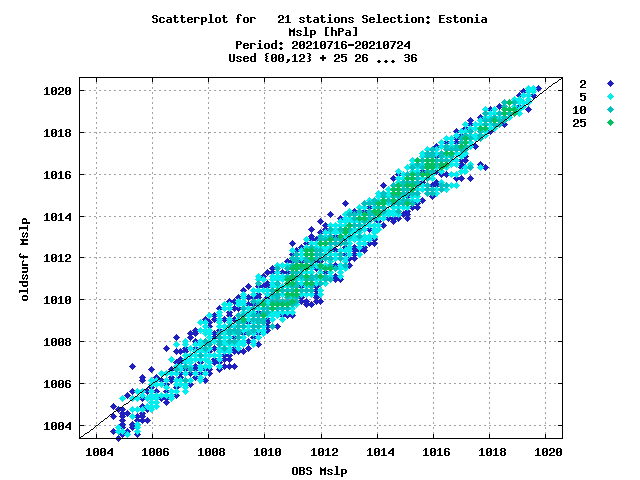 Scatterplot for   21 stations Selection: Estonia
Mslp [hPa]
Period: 20210716-20210724
Used {00,12} + 25 26 ... 36
2
5
10
25
1020
1018
1016
1014
1012
1010
1008
1006
1004
oldsurf Mslp
1004 1006 1008 1010 1012 1014 1016 1018 1020
OBS Mslp